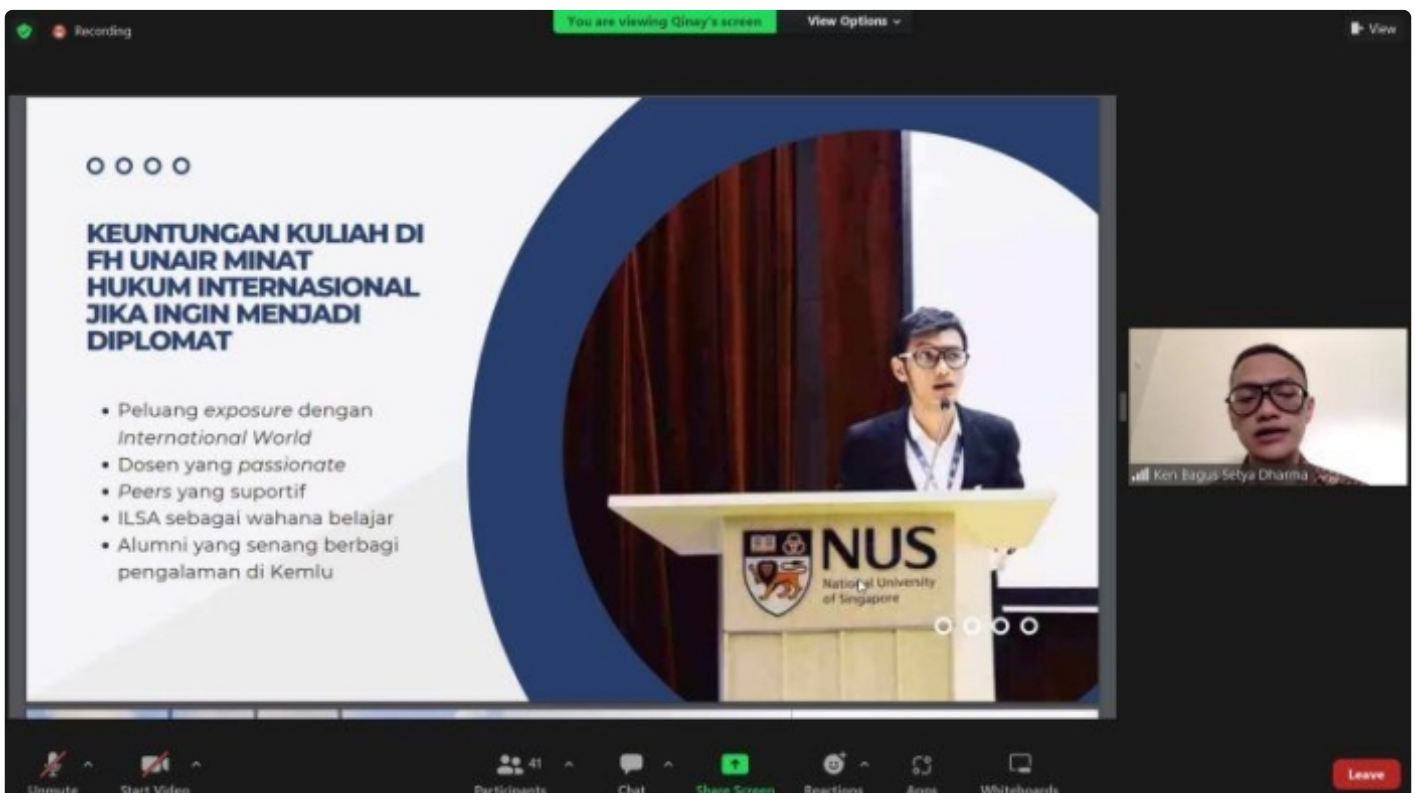 Recording
You are viewing Qinay's screen
View Options
View
KEUNTUNGAN KULIAH DI
FH UNAIR MINAT
HUKUM INTERNASIONAL
JIKA INGIN MENJADI
DIPLOMAT
• Peluang exposure dengan
International World
• Dosen yang passionate
• Peers yang suportif
• ILSA sebagai wahana belajar
• Alumni yang senang berbagi
pengalaman di Kemlu
NUS
National University
of Singapore
Ken Bagus Setya Dharma
Unmute
Start Video
41
Participants
Chat
Share Screen
Reactions
Apps
Whiteboards
Leave